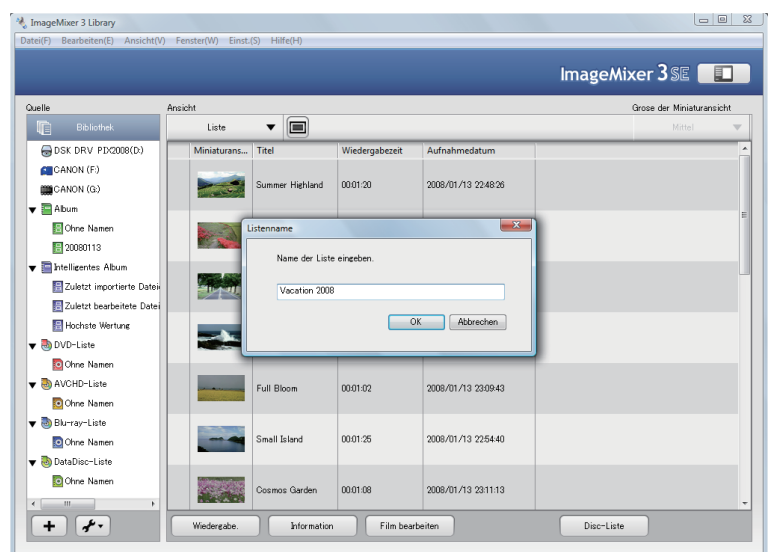 ImageMixer 3 Library
Datei(F) Bearbeiten(E) Ansicht(V) Fenster(W) Einst.(S) Hilfe(H)
ImageMixer 3 SE
Quelle Ansicht Grose der Miniaturansicht
Bibliothek Liste Mittel
DSK DRV PD2008(D:)
CANON (F:)
CANON (G:)
Album
Ohne Namen
20080113
Intelligentes Album
Zuletzt importierte Datei
Zuletzt bearbeitete Datei
Hochste Wertung
DVD-Liste
Ohne Namen
AVCHD-Liste
Ohne Namen
Blu-ray-Liste
Ohne Namen
DataDisc-Liste
Ohne Namen
Miniaturans... Titel Wiedergabezeit Aufnahmedatum
Summer Highland 00:01:20 2008/01/13 22:48:26
Listenname
Name der Liste eingeben.
Vacation 2008
OK Abbrechen
Full Bloom 00:01:02 2008/01/13 23:09:43
Small Island 00:01:25 2008/01/13 22:54:40
Cosmos Garden 00:01:08 2008/01/13 23:11:13
Wiedergabe. Information Film bearbeiten Disc-Liste